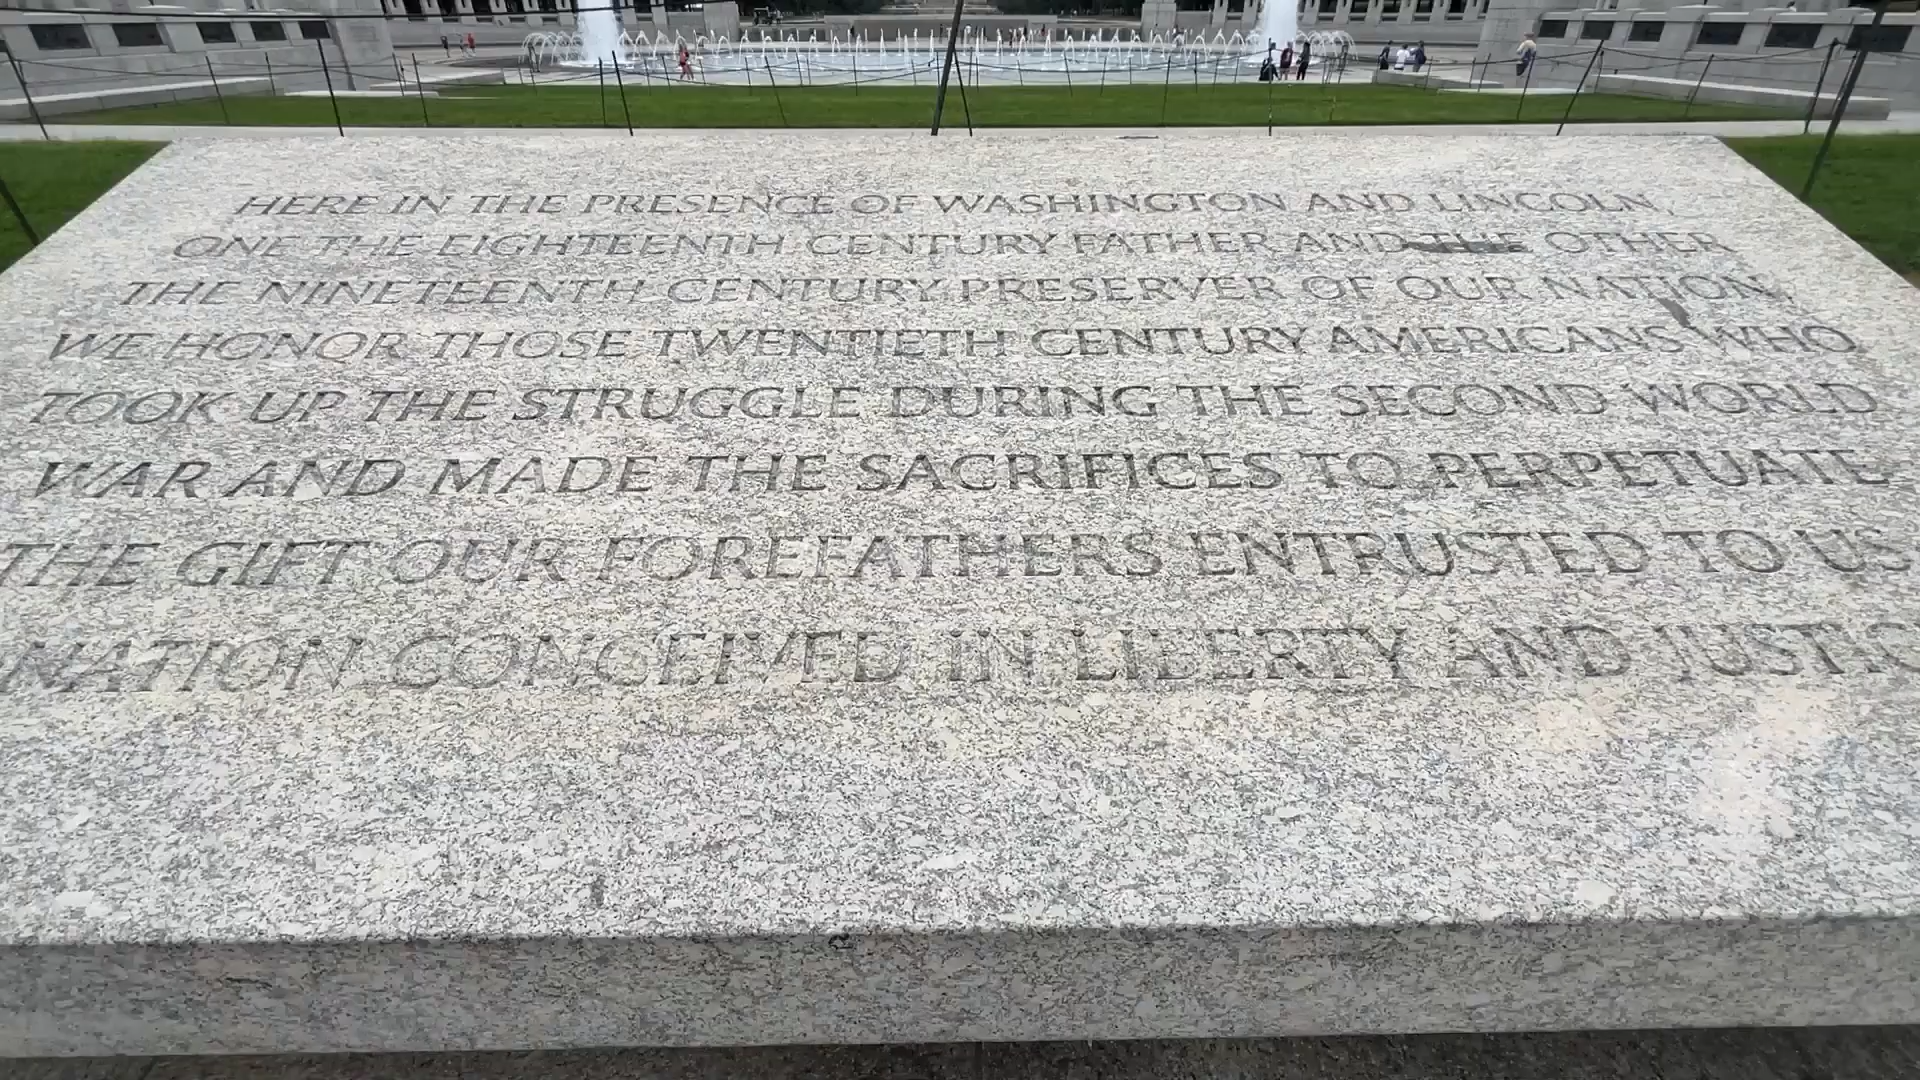 HERE IN THE PRESENCE OF WASHINGTON AND LINCOLN,
ONE THE EIGHTEENTH CENTURY FATHER AND THE OTHER
THE NINETEENTH CENTURY PRESERVER OF OUR NATION,
WE HONOR THOSE TWENTIETH CENTURY AMERICANS WHO
TOOK UP THE STRUGGLE DURING THE SECOND WORLD
WAR AND MADE THE SACRIFICES TO PERPETUATE
THE GIFT OUR FOREFATHERS ENTRUSTED TO US
NATION CONCEIVED IN LIBERTY AND JUSTIC